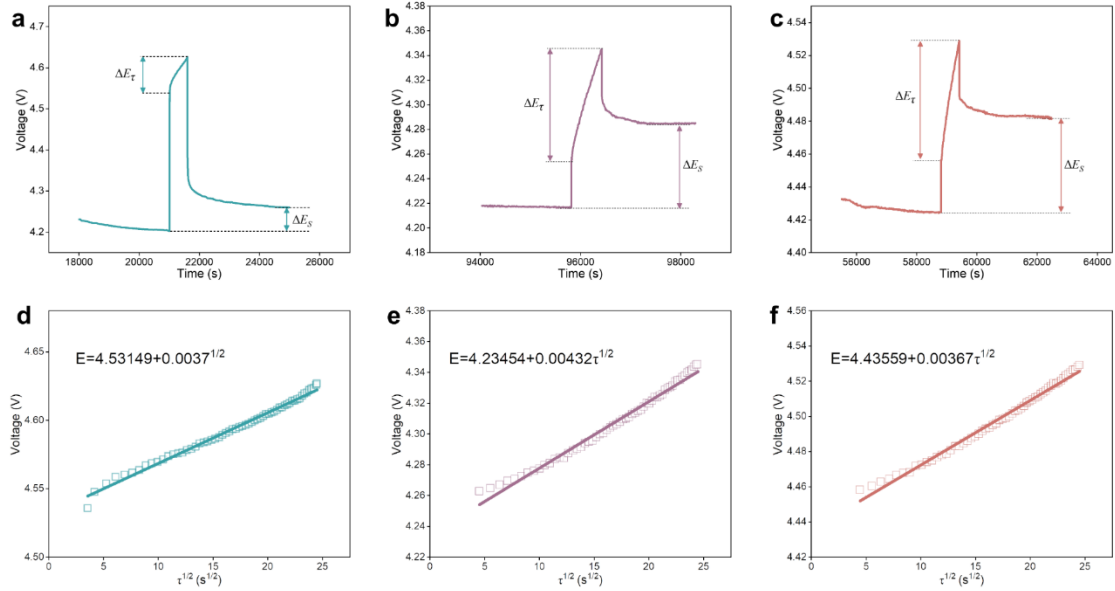 a
4.7
4.6
4.5
4.3
4.2
Voltage (V)
ΔEτ
ΔES
18000 20000 22000 24000 26000
Time (s)
b
4.38
4.36
4.34
4.32
4.30
4.28
4.26
4.24
4.22
4.20
4.18
Voltage (V)
ΔEτ
ΔES
94000 96000 98000
Time (s)
c
4.54
4.52
4.50
4.48
4.46
4.44
4.42
4.40
Voltage (V)
ΔEτ
ΔES
56000 58000 60000 62000 64000
Time (s)
d
E=4.53149+0.0037^1/2
4.65
4.60
4.55
4.50
Voltage (V)
0 5 10 15 20 25
τ^1/2 (s^1/2)
e
E=4.23454+0.00432τ^1/2
4.38
4.36
4.34
4.32
4.30
4.28
4.26
4.24
4.22
Voltage (V)
0 5 10 15 20 25
τ^1/2 (s^1/2)
f
E=4.43559+0.00367τ^1/2
4.56
4.54
4.52
4.50
4.48
4.46
4.44
4.42
Voltage (V)
0 5 10 15 20 25
τ^1/2 (s^1/2)